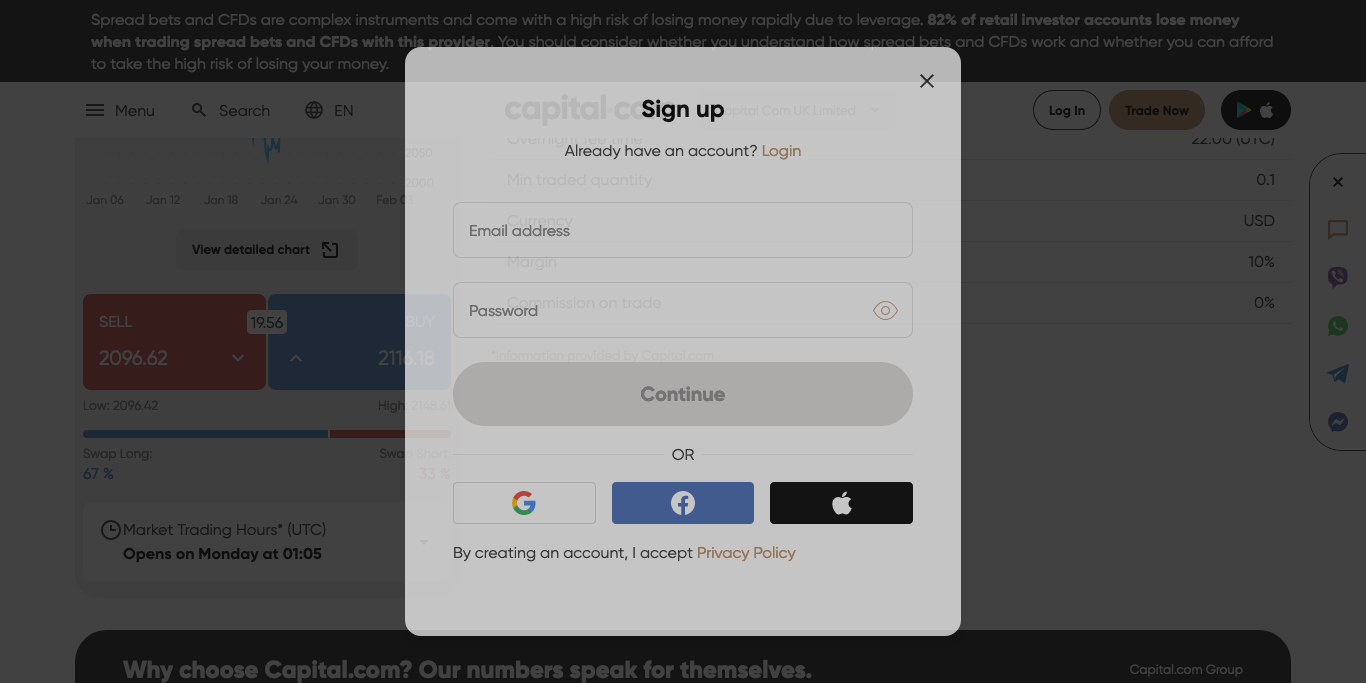 Spread bets and CFDs are complex instruments and come with a high risk of losing money rapidly due to leverage. 82% of retail investor accounts lose money
when trading spread bets and CFDs with this provider. You should consider whether you understand how spread bets and CFDs work and whether you can afford
to take the high risk of losing your money.
Menu
Search
EN
capital.co
apital Com UK Limited
Log In
Trade Now
Sign up
Already have an account? Login
Overnight fee time
22:00 (UTC)
2050
2000
Min traded quantity
0.1
Jan 06 Jan 12 Jan 18 Jan 24 Jan 30 Feb 0
Currency
USD
Email address
View detailed chart
Margin
10%
Commission on trade
0%
Password
SELL
19.56
BUY
2096.62
2116.18
*Information provided by Capital.com
Continue
Low: 2096.42
High: 2148.61
Swap Long:
Swap Short:
67 %
33 %
OR
Market Trading Hours* (UTC)
Opens on Monday at 01:05
By creating an account, I accept Privacy Policy
Why choose Capital.com? Our numbers speak for themselves.
Capital.com Group